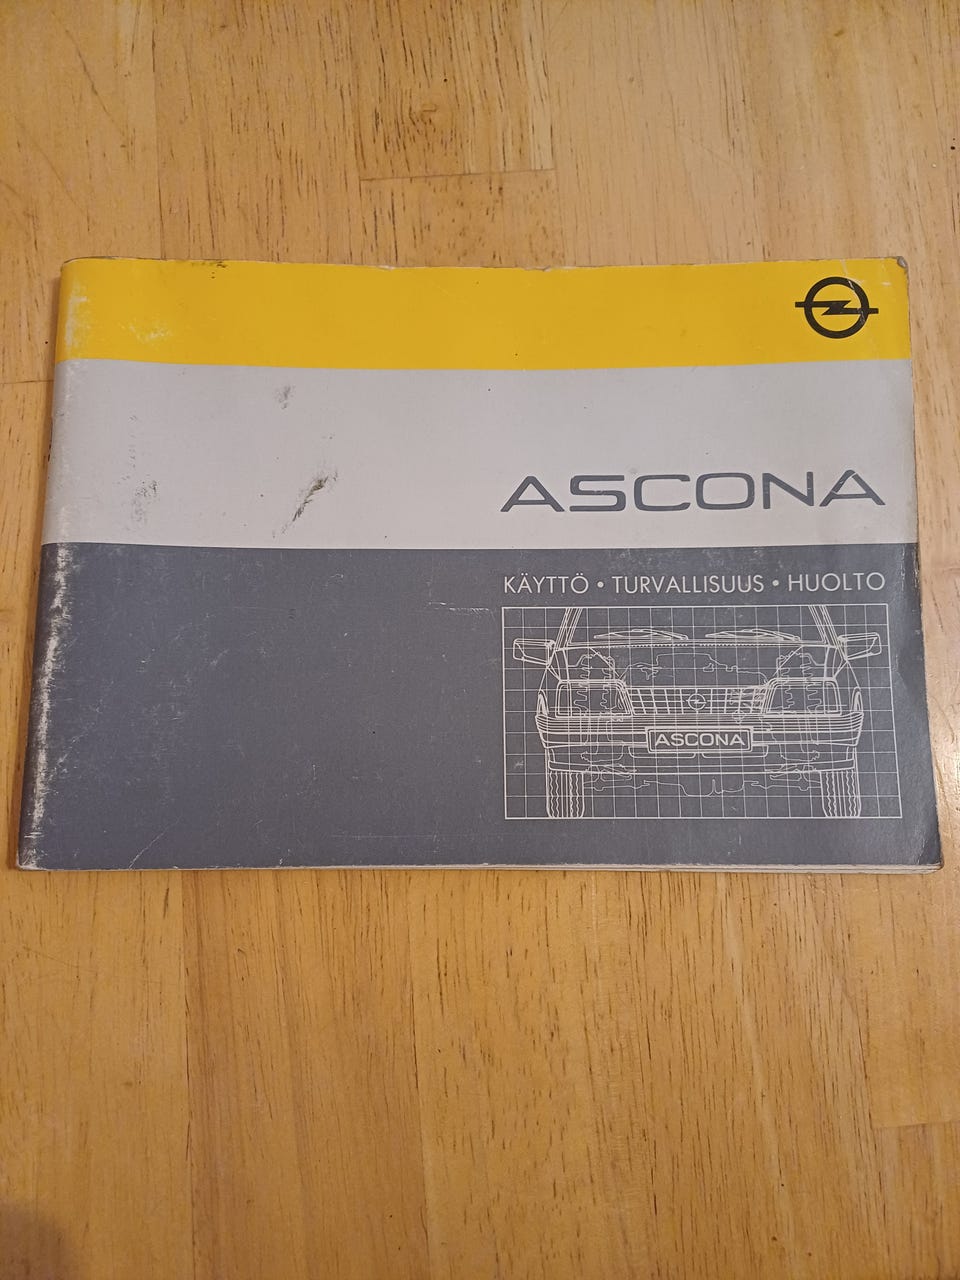 ASCONA
KÄYTTÖ • TURVALLISUUS • HUOLTO
ASCONA